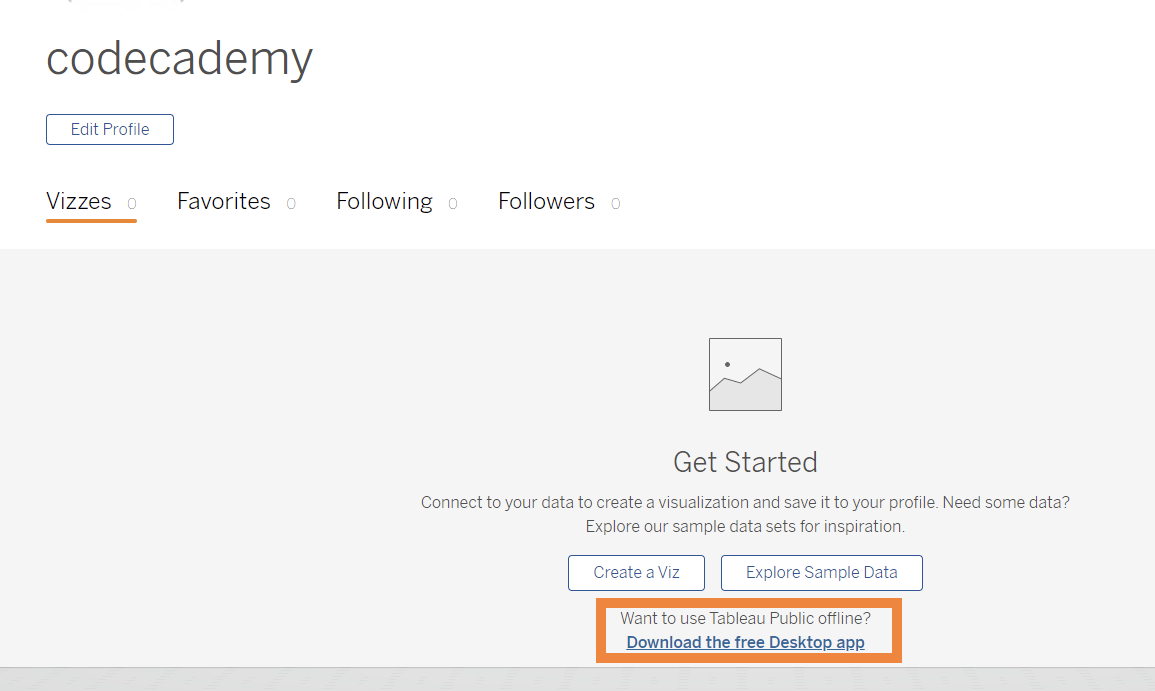 codecademy
Edit Profile
Vizzes 0 Favorites 0 Following 0 Followers 0
Get Started
Connect to your data to create a visualization and save it to your profile. Need some data?
Explore our sample data sets for inspiration.
Create a Viz Explore Sample Data
Want to use Tableau Public offline?
Download the free Desktop app